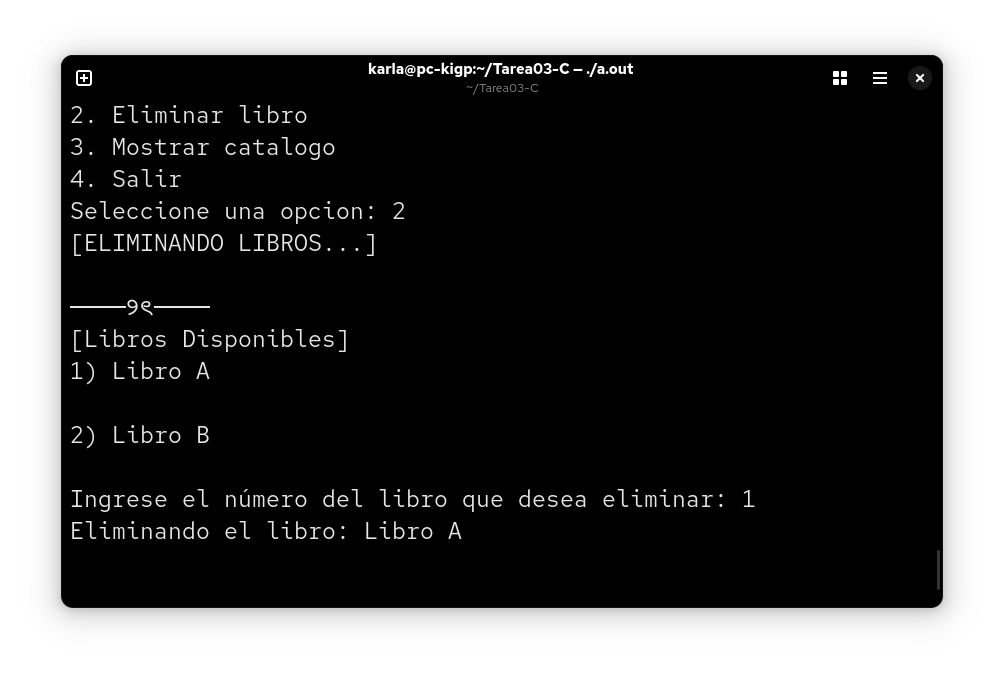 karla@pc-kigp:~/Tarea03-C — ./a.out
~/Tarea03-C
2. Eliminar libro
3. Mostrar catalogo
4. Salir
Seleccione una opcion: 2
[ELIMINANDO LIBROS...]
────୨ৎ────
[Libros Disponibles]
1) Libro A
2) Libro B
Ingrese el número del libro que desea eliminar: 1
Eliminando el libro: Libro A